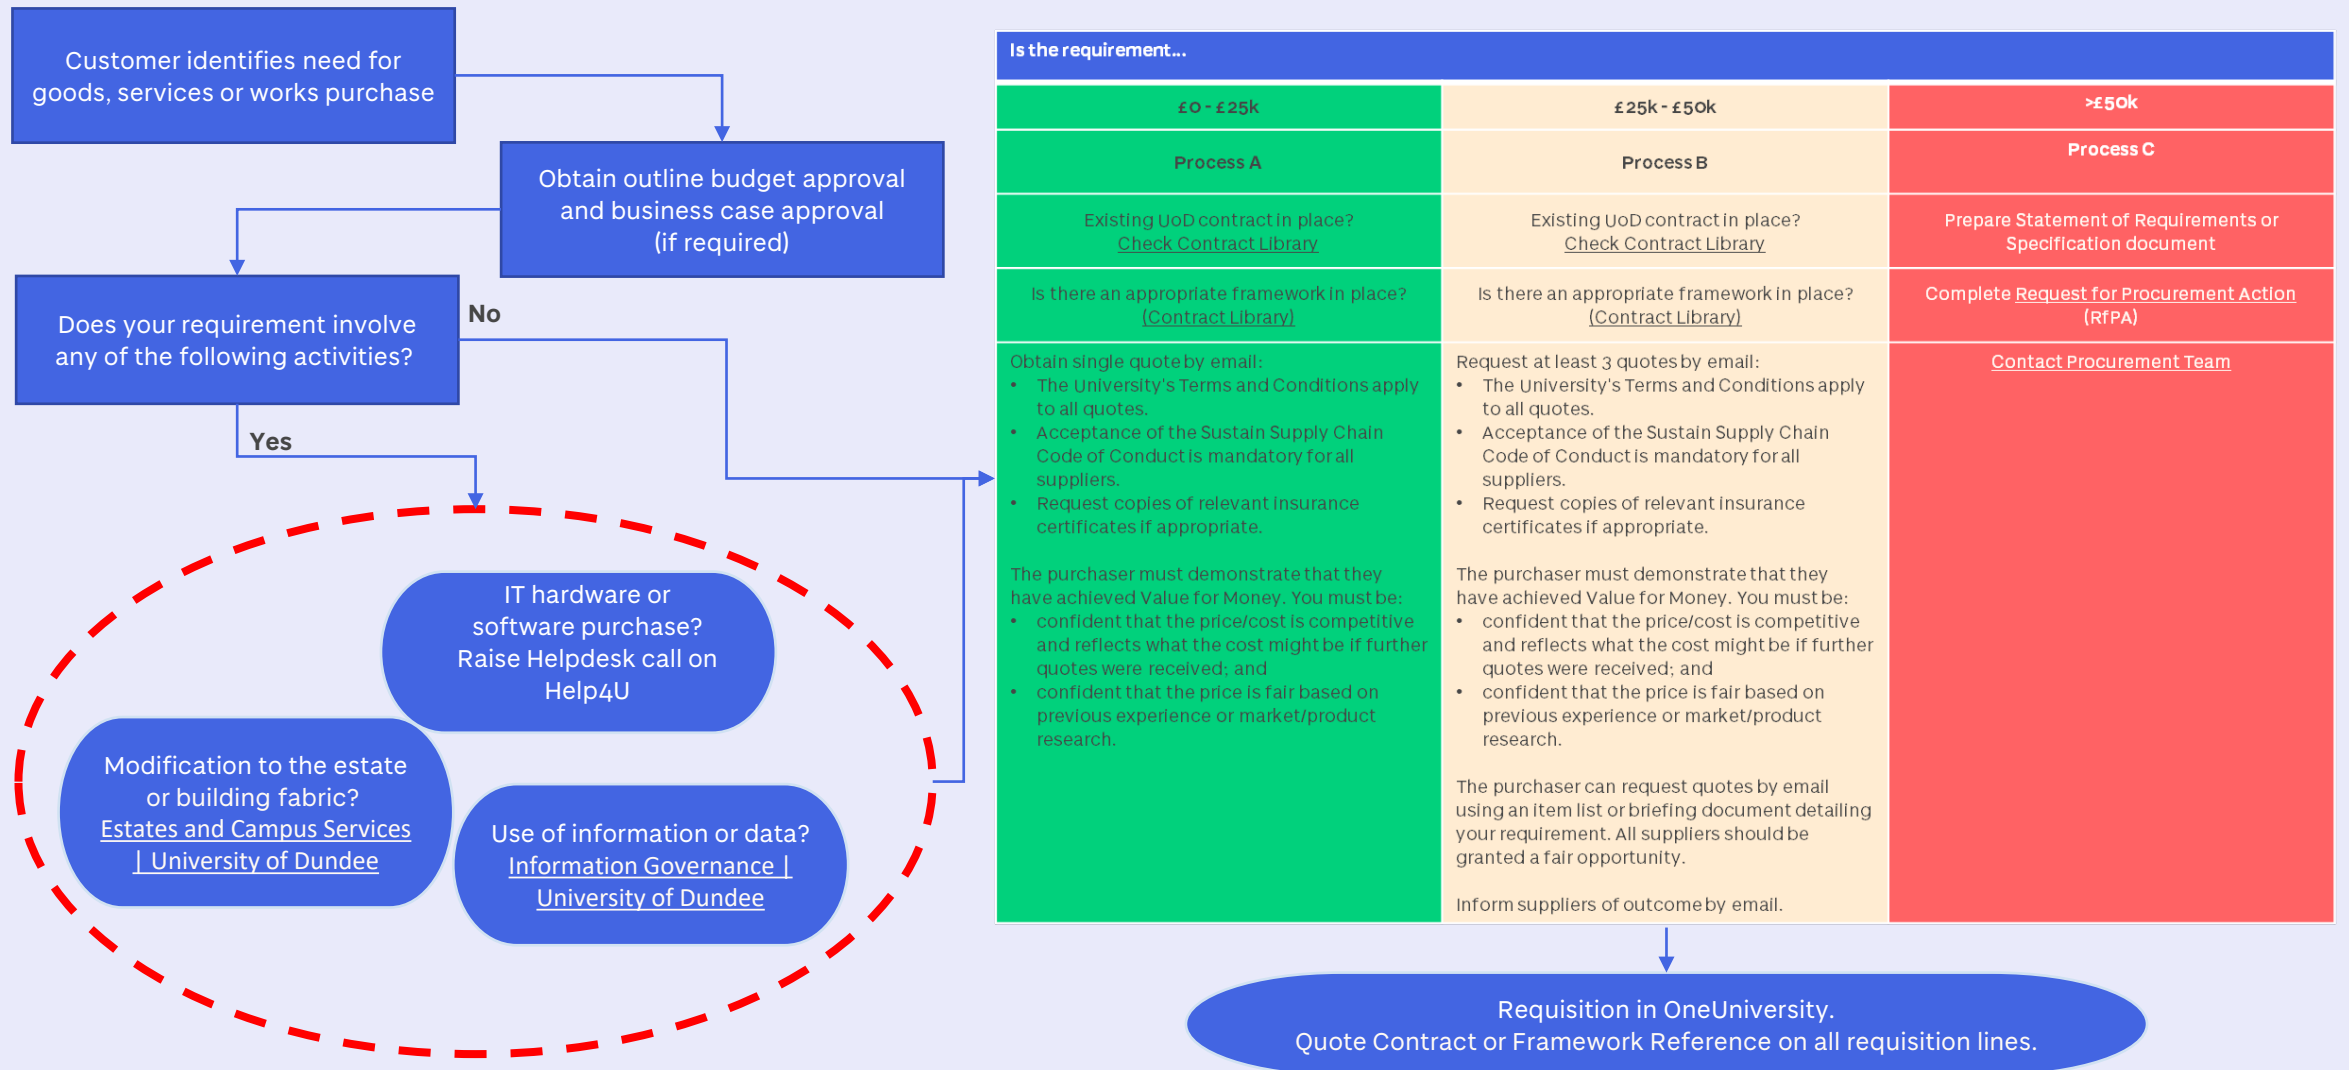 Customer identifies need for
goods, services or works purchase
Obtain outline budget approval
and business case approval
(if required)
Does your requirement involve
any of the following activities?
No
Yes
IT hardware or
software purchase?
Raise Helpdesk call on
Help4U
Modification to the estate
or building fabric?
Estates and Campus Services
| University of Dundee
Use of information or data?
Information Governance |
University of Dundee
Is the requirement...
£0 - £25k
£25k - £50k
>£50k
Process A
Process B
Process C
Existing UoD contract in place?
Check Contract Library
Existing UoD contract in place?
Check Contract Library
Prepare Statement of Requirements or
Specification document
Is there an appropriate framework in place?
(Contract Library)
Is there an appropriate framework in place?
(Contract Library)
Complete Request for Procurement Action
(RfPA)
Obtain single quote by email:
• The University's Terms and Conditions apply
to all quotes.
• Acceptance of the Sustain Supply Chain
Code of Conduct is mandatory for all
suppliers.
• Request copies of relevant insurance
certificates if appropriate.
The purchaser must demonstrate that they
have achieved Value for Money. You must be:
• confident that the price/cost is competitive
and reflects what the cost might be if further
quotes were received; and
• confident that the price is fair based on
previous experience or market/product
research.
Request at least 3 quotes by email:
• The University's Terms and Conditions apply
to all quotes.
• Acceptance of the Sustain Supply Chain
Code of Conduct is mandatory for all
suppliers.
• Request copies of relevant insurance
certificates if appropriate.
The purchaser must demonstrate that they
have achieved Value for Money. You must be:
• confident that the price/cost is competitive
and reflects what the cost might be if further
quotes were received; and
• confident that the price is fair based on
previous experience or market/product
research.
The purchaser can request quotes by email
using an item list or briefing document detailing
your requirement. All suppliers should be
granted a fair opportunity.
Inform suppliers of outcome by email.
Contact Procurement Team
Requisition in OneUniversity.
Quote Contract or Framework Reference on all requisition lines.